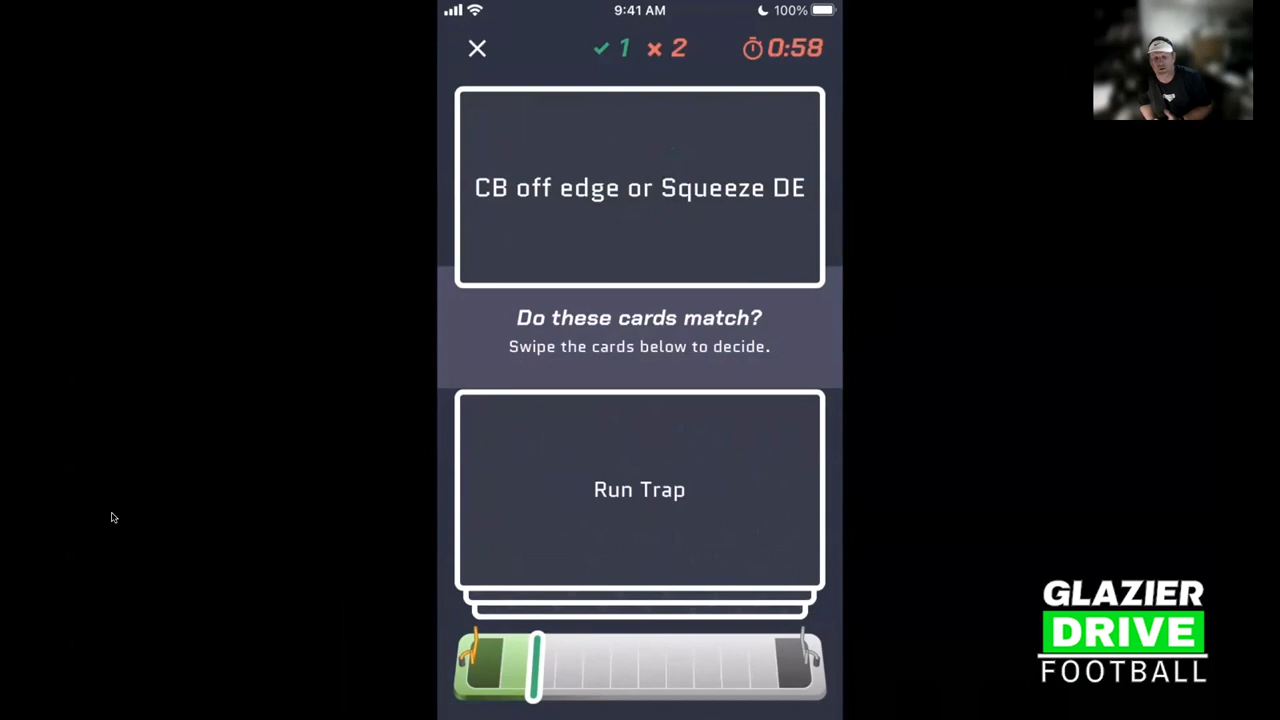 9:41 AM
100%
1
2
0:58
CB off edge or Squeeze DE
Do these cards match?
Swipe the cards below to decide.
Run Trap
GLAZIER
DRIVE
FOOTBALL